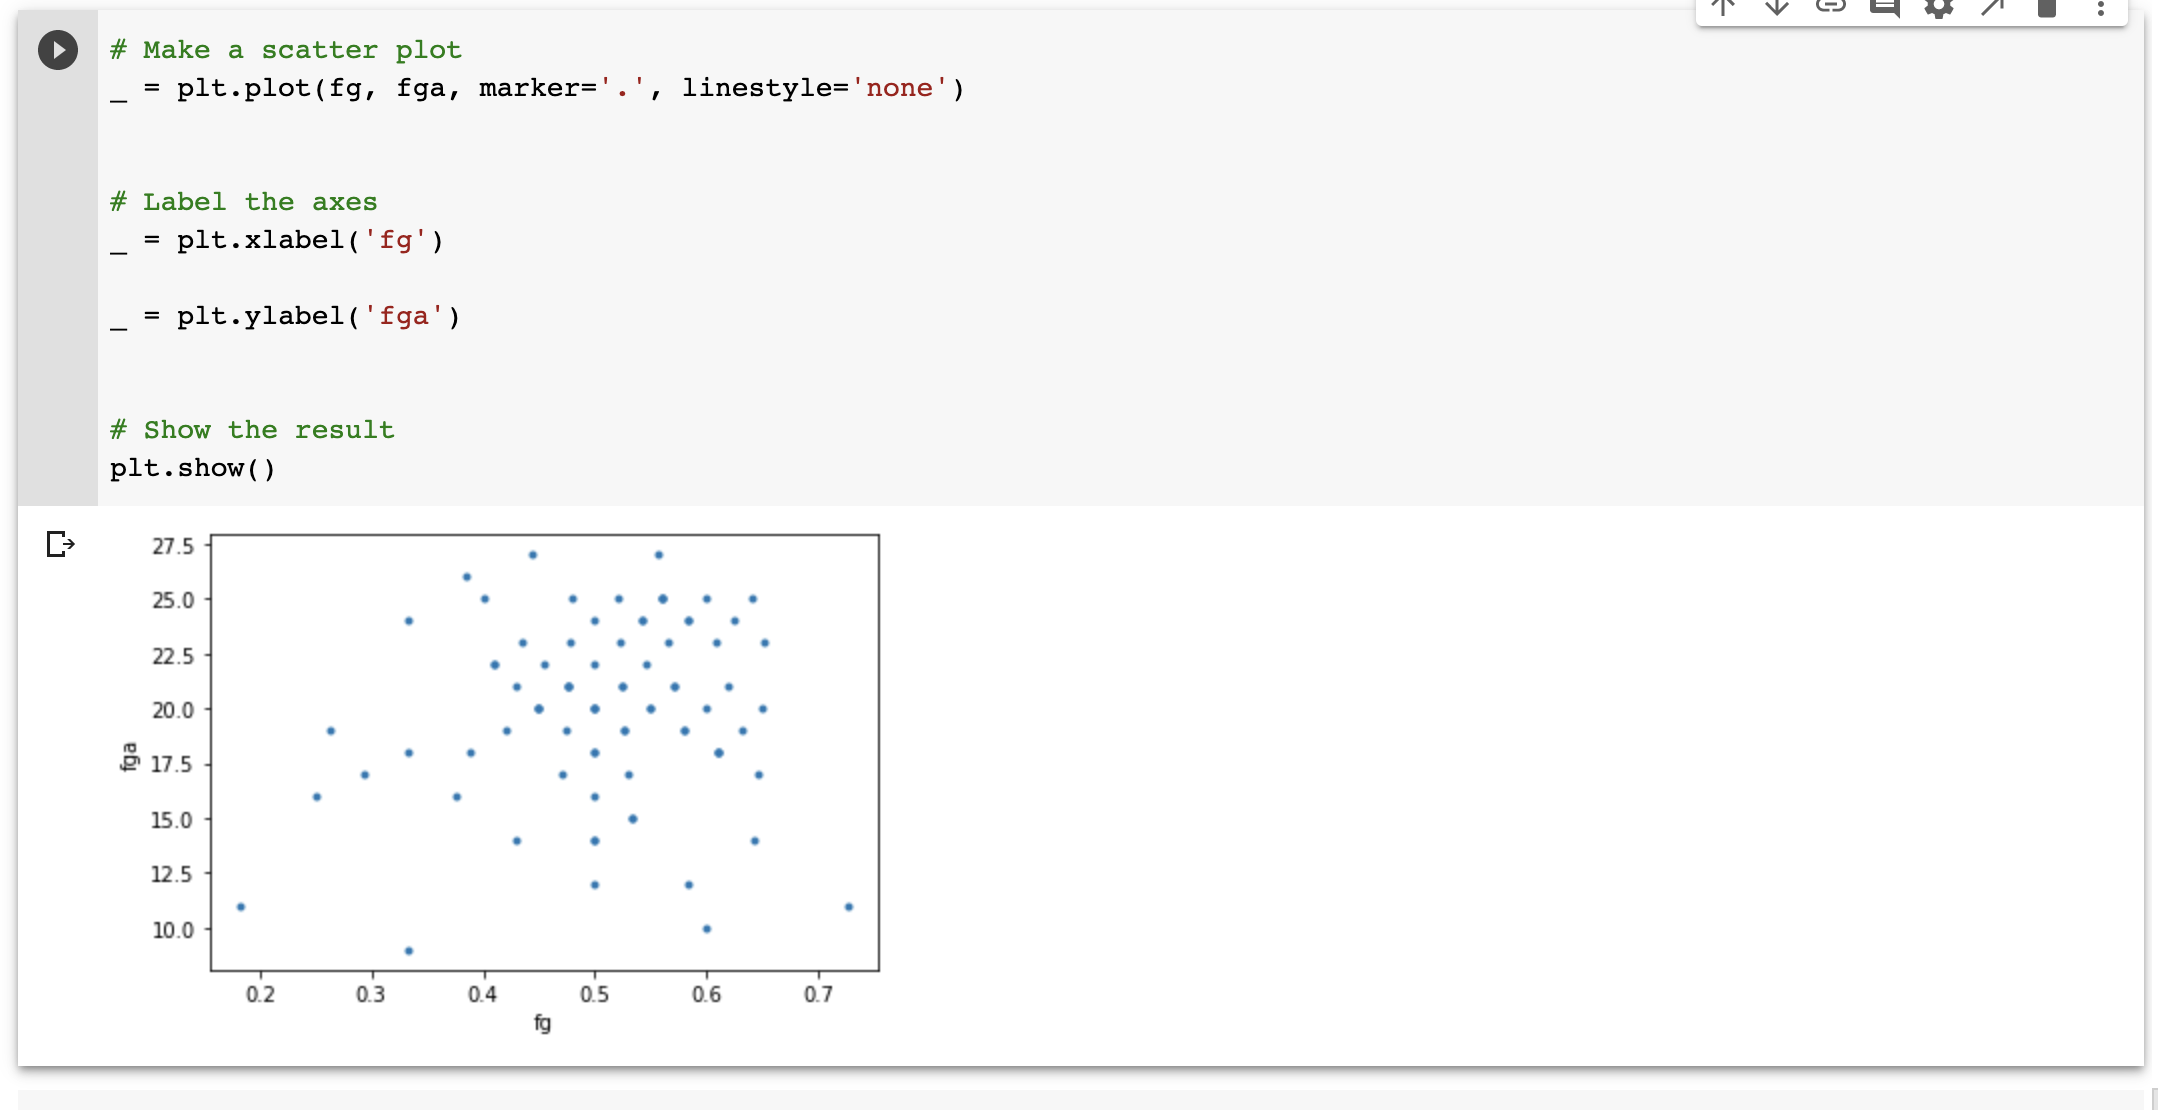 # Make a scatter plot
_ = plt.plot(fg, fga, marker='.', linestyle='none')
# Label the axes
_ = plt.xlabel('fg')
_ = plt.ylabel('fga')
# Show the result
plt.show()
27.5
25.0
22.5
20.0
17.5
15.0
12.5
10.0
fga
0.2 0.3 0.4 0.5 0.6 0.7
fg